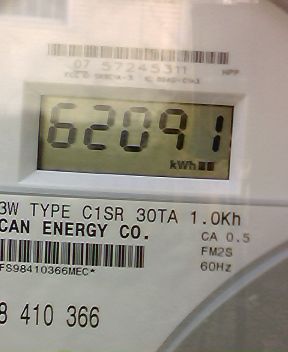 07 57245311 HPP
62091
kWh
3W TYPE C1SR 30TA 1.0Kh
CAN ENERGY CO. CA 0.5
FM2S
60Hz
FS98410366MEC*
8 410 366